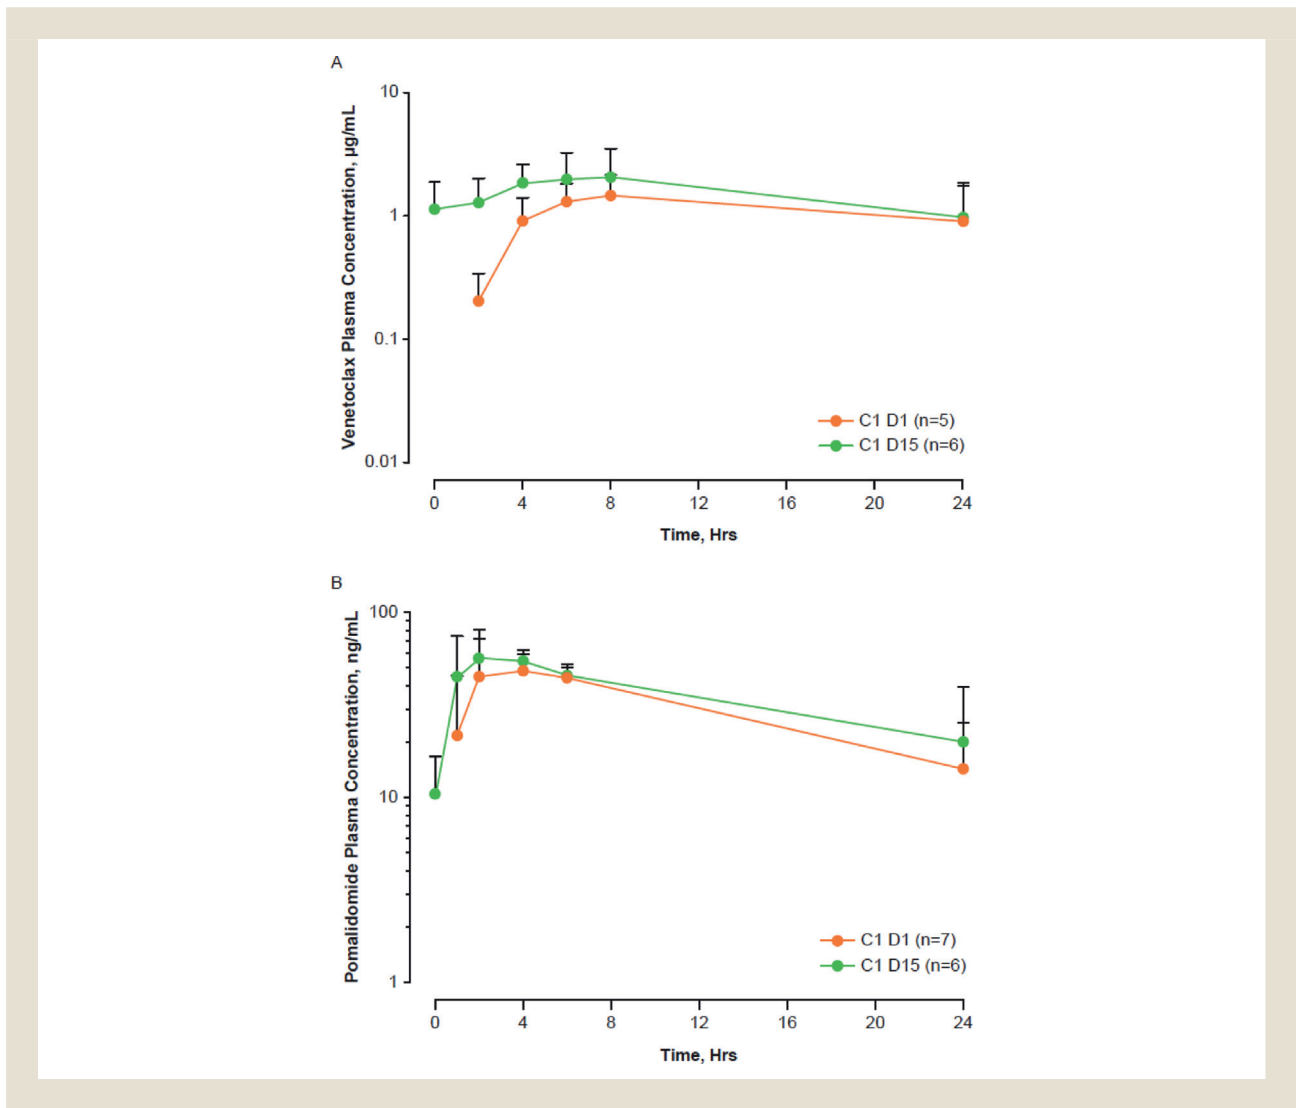 A
Venetoclax Plasma Concentration, µg/mL
10
1
0.1
0.01
C1 D1 (n=5)
C1 D15 (n=6)
0 4 8 12 16 20 24
Time, Hrs
B
Pomalidomide Plasma Concentration, ng/mL
100
10
1
C1 D1 (n=7)
C1 D15 (n=6)
0 4 8 12 16 20 24
Time, Hrs